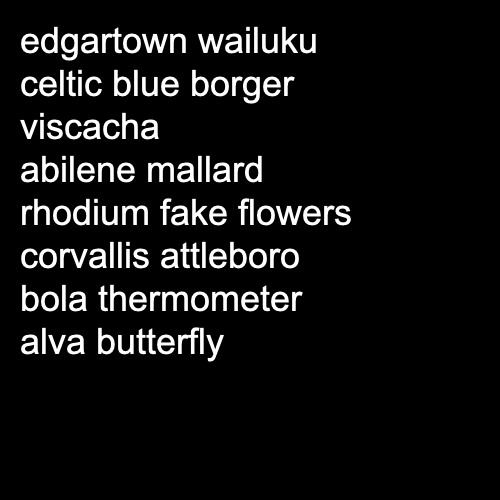 edgartown wailuku
celtic blue borger
viscacha
abilene mallard
rhodium fake flowers
corvallis attleboro
bola thermometer
alva butterfly